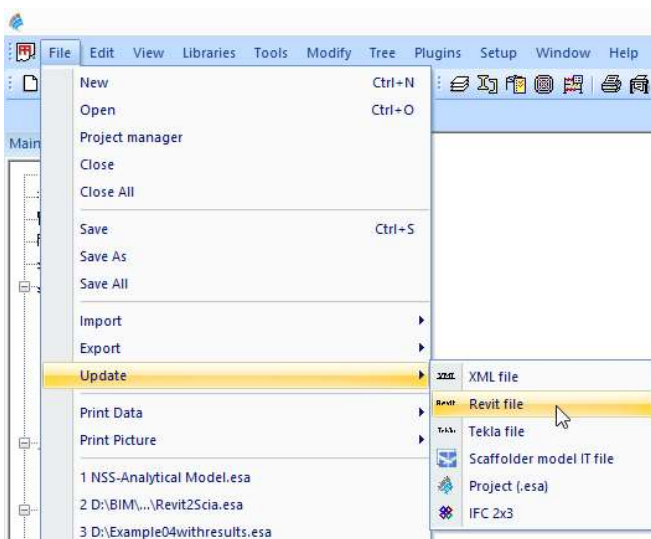 File Edit View Libraries Tools Modify Tree Plugins Setup Window Help
New Ctrl+N
Open Ctrl+O
Project manager
Main
Close
Close All
Save Ctrl+S
Save As
Save All
Import
Export
Update
XML file
Revit file
Tekla file
Scaffolder model IT file
Project (.esa)
IFC 2x3
Print Data
Print Picture
1 NSS-Analytical Model.esa
2 D:\BIM\...\Revit2Scia.esa
3 D:\Example04withresults.esa